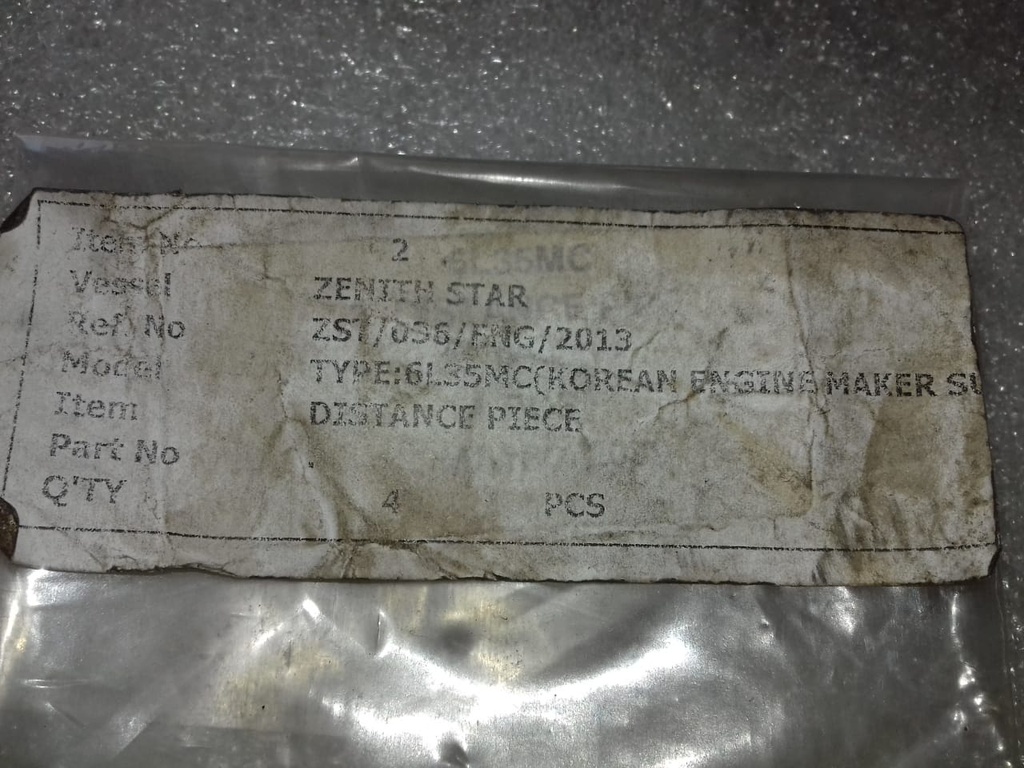 Item No 2
Vessel ZENITH STAR
Ref No ZST/036/ENG/2013
Model TYPE:6L35MC(KOREAN ENGINE MAKER SU
Item DISTANCE PIECE
Part No .
Q'TY 4 PCS